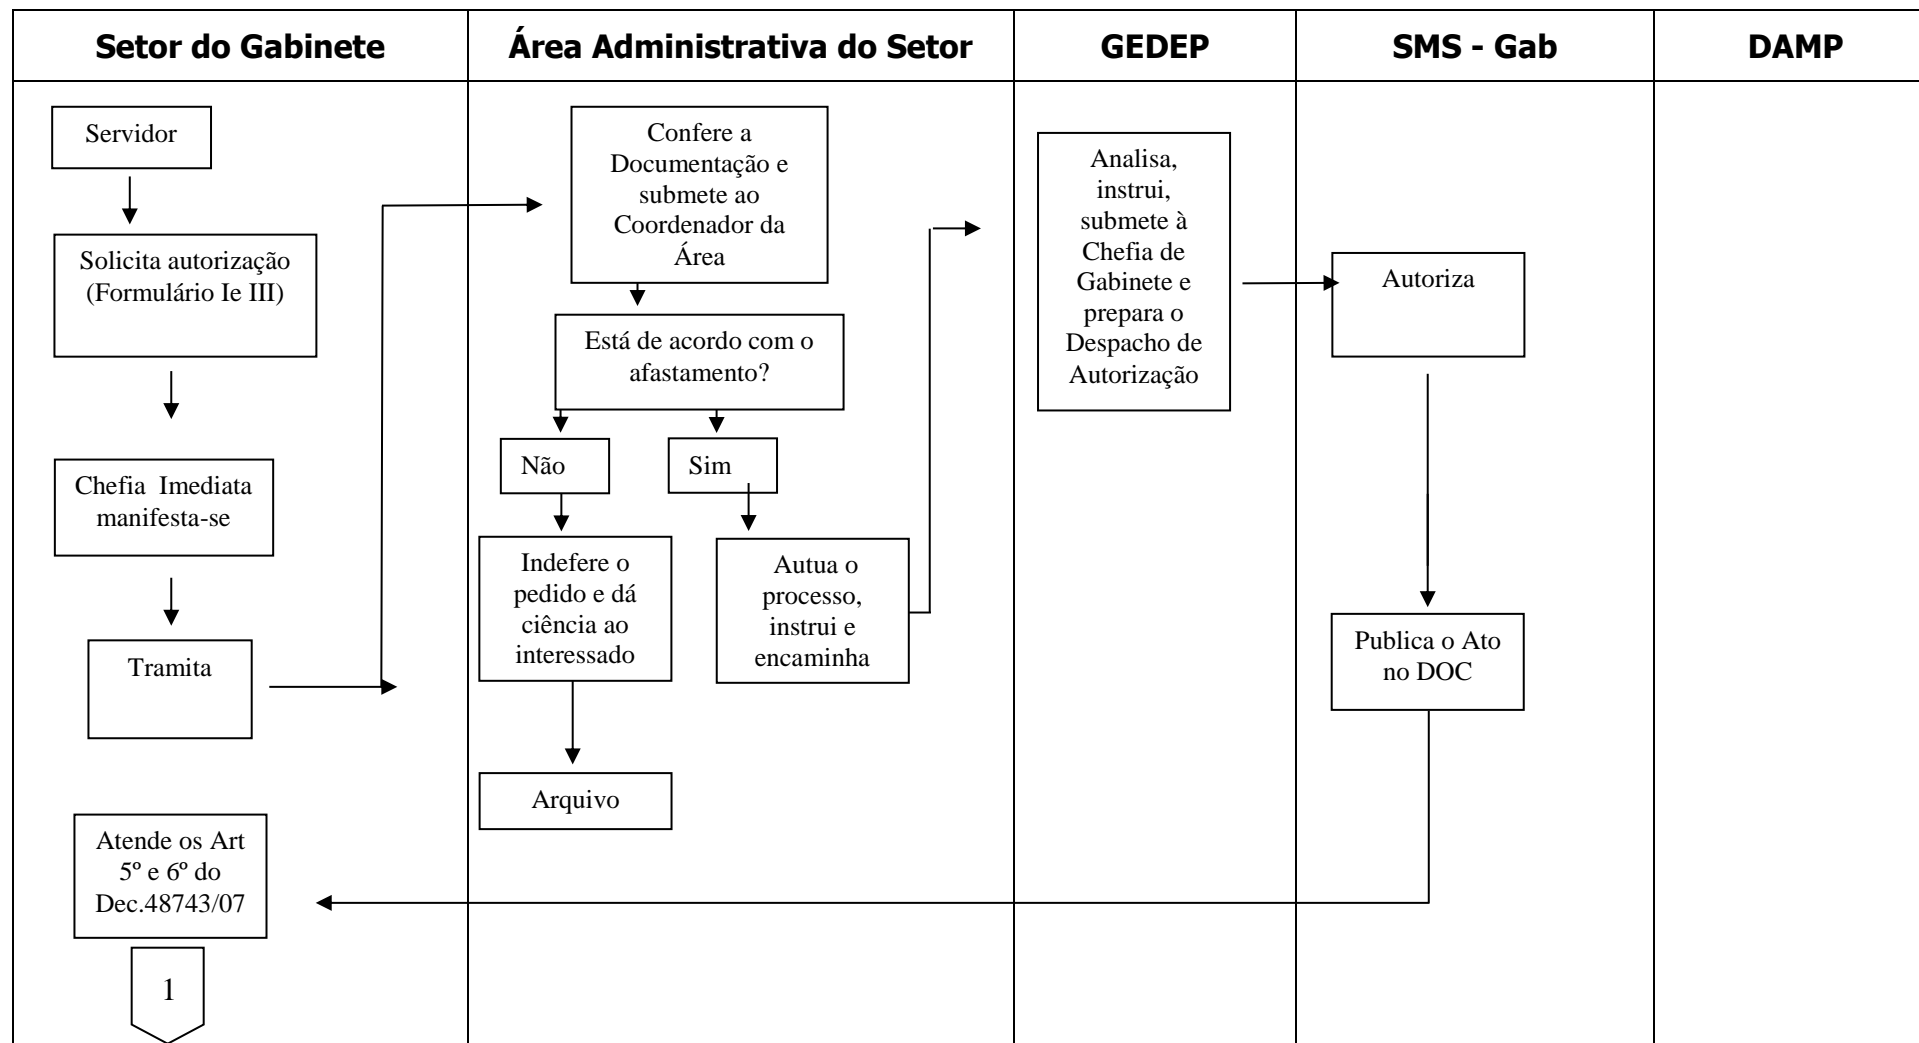 Setor do Gabinete
Área Administrativa do Setor
GEDEP
SMS - Gab
DAMP
Servidor
Solicita autorização
(Formulário Ie III)
Chefia  Imediata
manifesta-se
Tramita
Atende os Art
5º e 6º do
Dec.48743/07
1
Confere a
Documentação e
submete ao
Coordenador da
Área
Está de acordo com o
afastamento?
Não
Sim
Indefere o
pedido e dá
ciência ao
interessado
Autua o
processo,
instrui e
encaminha
Arquivo
Analisa,
instrui,
submete à
Chefia de
Gabinete e
prepara o
Despacho de
Autorização
Autoriza
Publica o Ato
no DOC